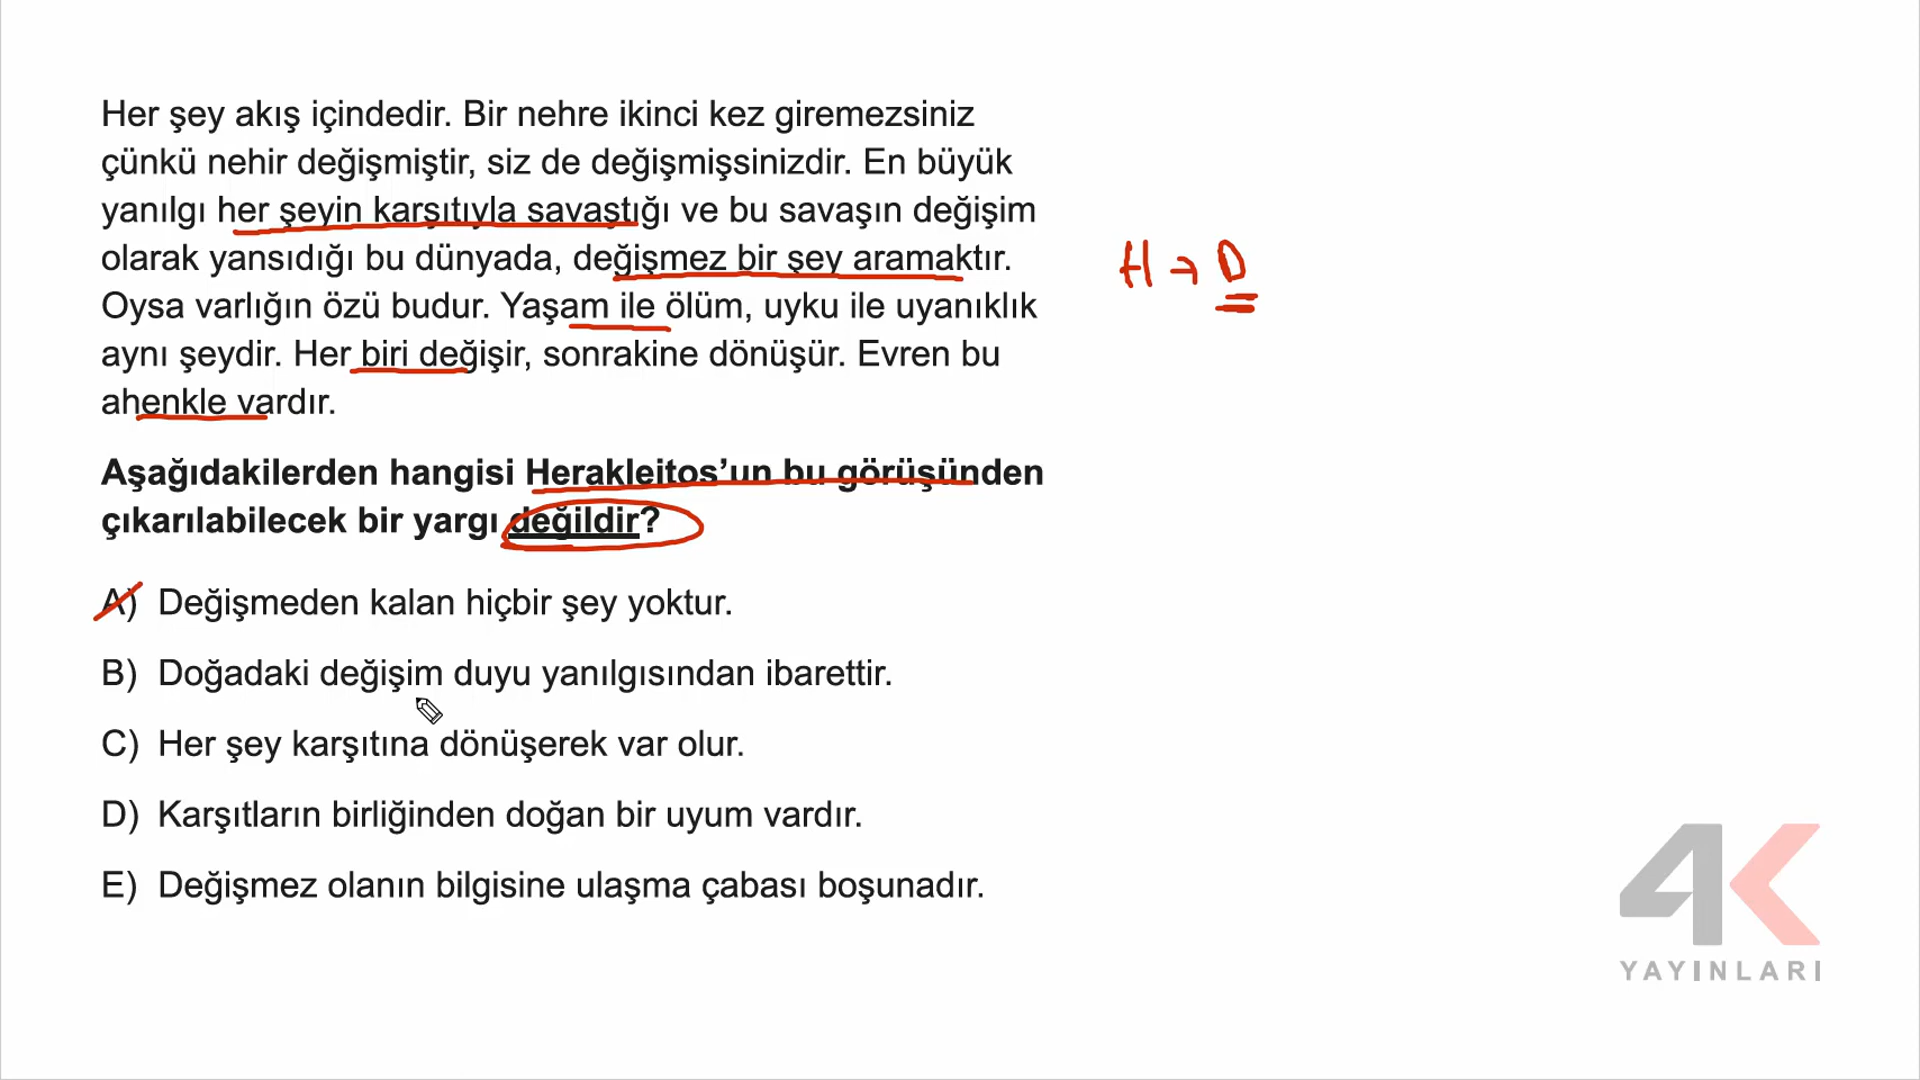 Her şey akış içindedir. Bir nehre ikinci kez giremezsiniz
çünkü nehir değişmiştir, siz de değişmişsinizdir. En büyük
yanılgı her şeyin karşıtıyla savaştığı ve bu savaşın değişim
olarak yansıdığı bu dünyada, değişmez bir şey aramaktır.
Oysa varlığın özü budur. Yaşam ile ölüm, uyku ile uyanıklık
aynı şeydir. Her biri değişir, sonrakine dönüşür. Evren bu
ahenkle vardır.
H → D
Aşağıdakilerden hangisi Herakleitos’un bu görüşünden
çıkarılabilecek bir yargı değildir?
A) Değişmeden kalan hiçbir şey yoktur.
B) Doğadaki değişim duyu yanılgısından ibarettir.
C) Her şey karşıtına dönüşerek var olur.
D) Karşıtların birliğinden doğan bir uyum vardır.
E) Değişmez olanın bilgisine ulaşma çabası boşunadır.
4K
YAYINLARI